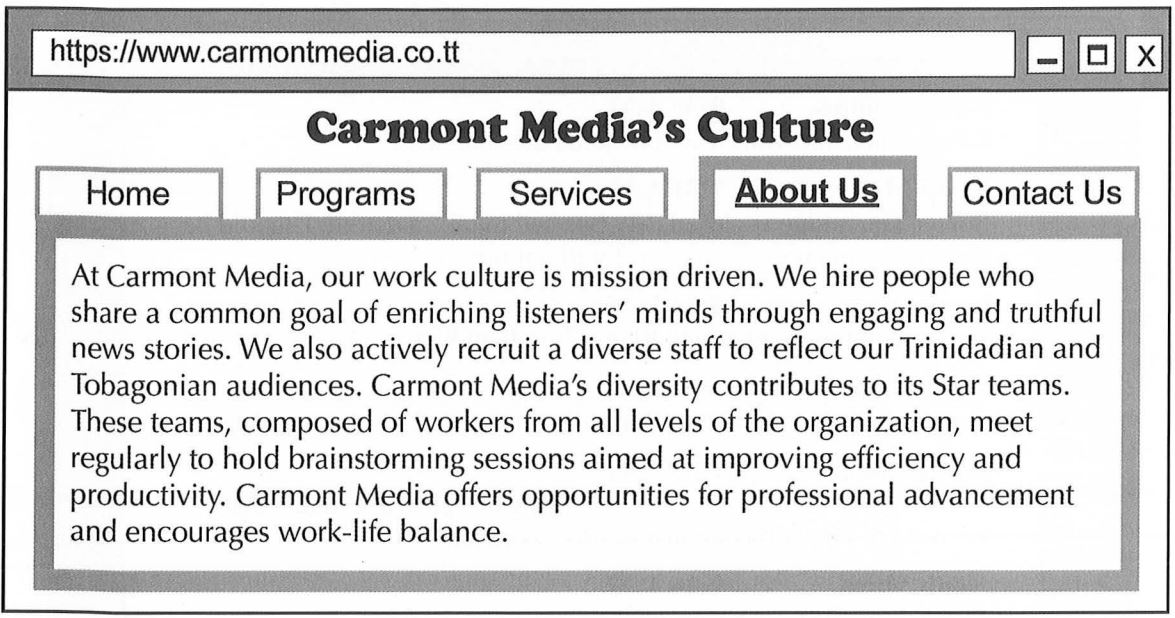 https://www.carmontmedia.co.tt
X
Carmont Media's Culture
Home Programs Services About Us Contact Us
At Carmont Media, our work culture is mission driven. We hire people who
share a common goal of enriching listeners' minds through engaging and truthful
news stories. We also actively recruit a diverse staff to reflect our Trinidadian and
Tobagonian audiences. Carmont Media's diversity contributes to its Star teams.
These teams, composed of workers from all levels of the organization, meet
regularly to hold brainstorming sessions aimed at improving efficiency and
productivity. Carmont Media offers opportunities for professional advancement
and encourages work-life balance.